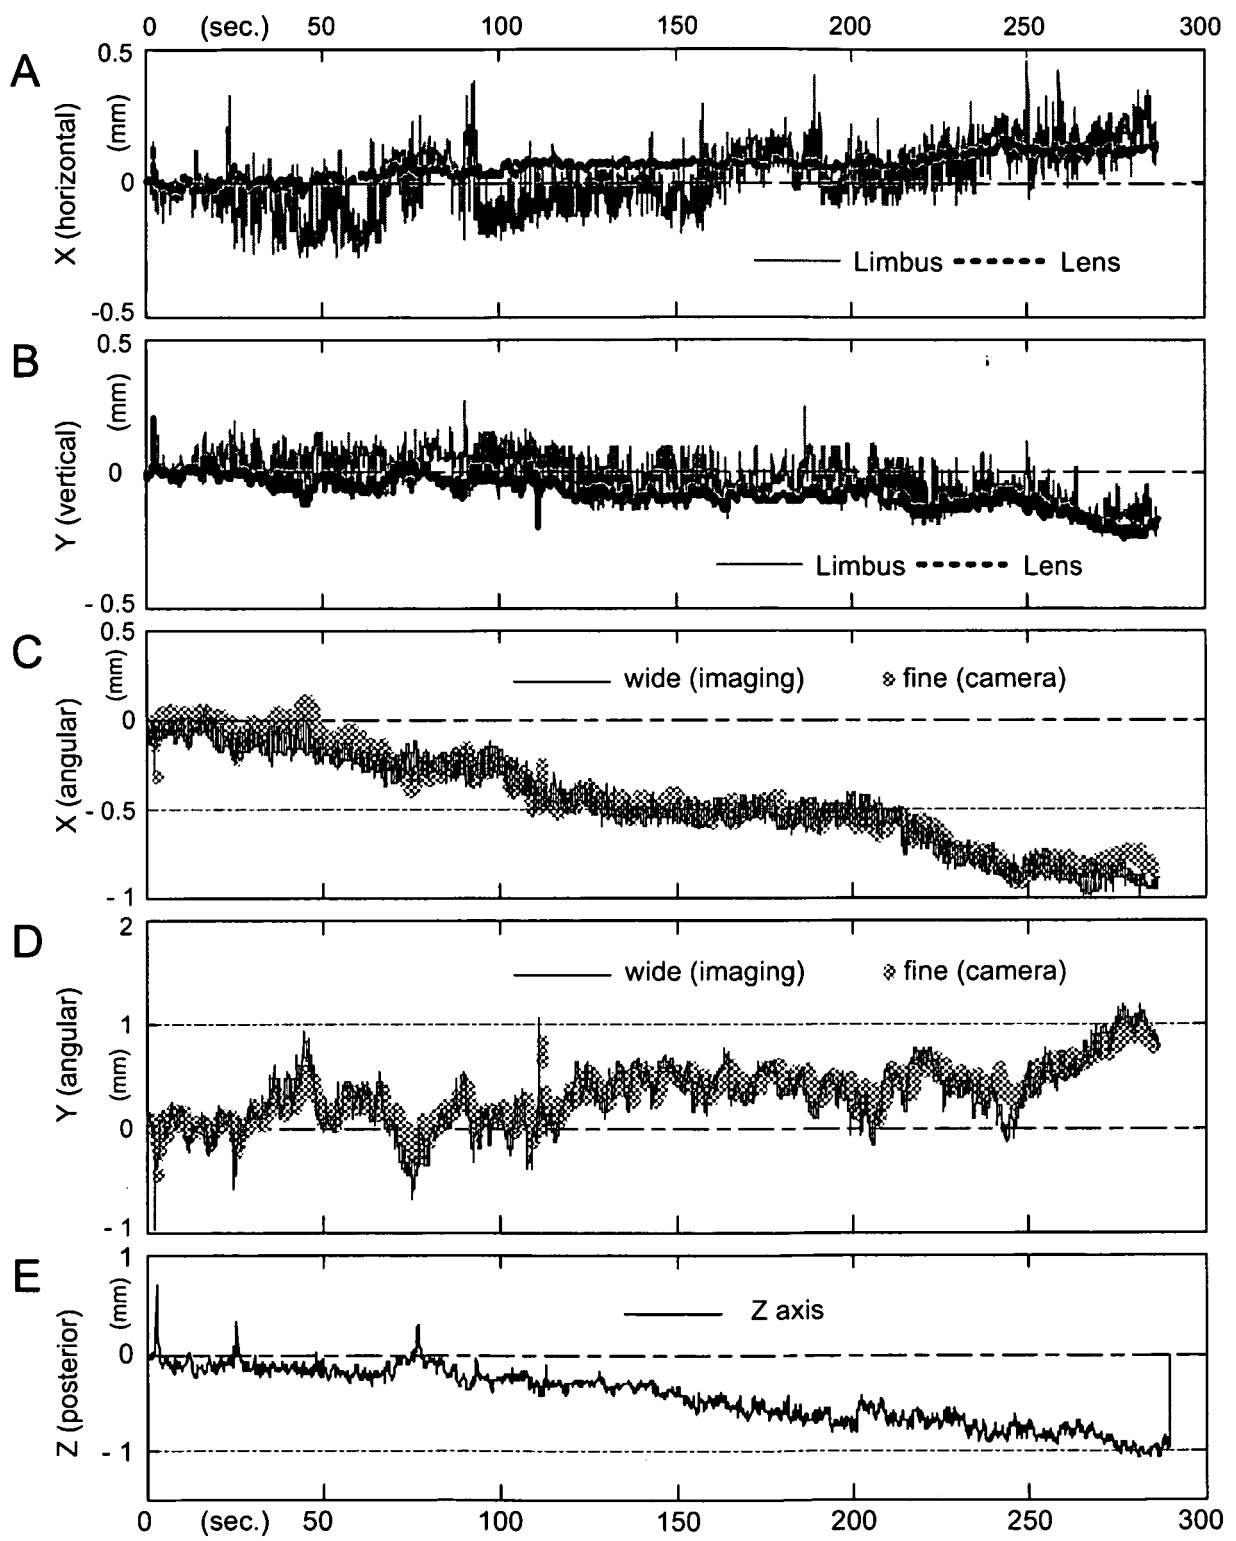 0 (sec.) 50 100 150 200 250 300
A
0.5
(mm)
0
X (horizontal)
Limbus Lens
-0.5
B
0.5
(mm)
0
Y (vertical)
Limbus Lens
- 0.5
C
0.5
(mm)
wide (imaging) fine (camera)
0
X (angular)
- 0.5
- 1
D
2
wide (imaging) fine (camera)
1
(mm)
Y (angular)
0
- 1
E
1
(mm)
Z axis
0
Z (posterior)
- 1
0 (sec.) 50 100 150 200 250 300